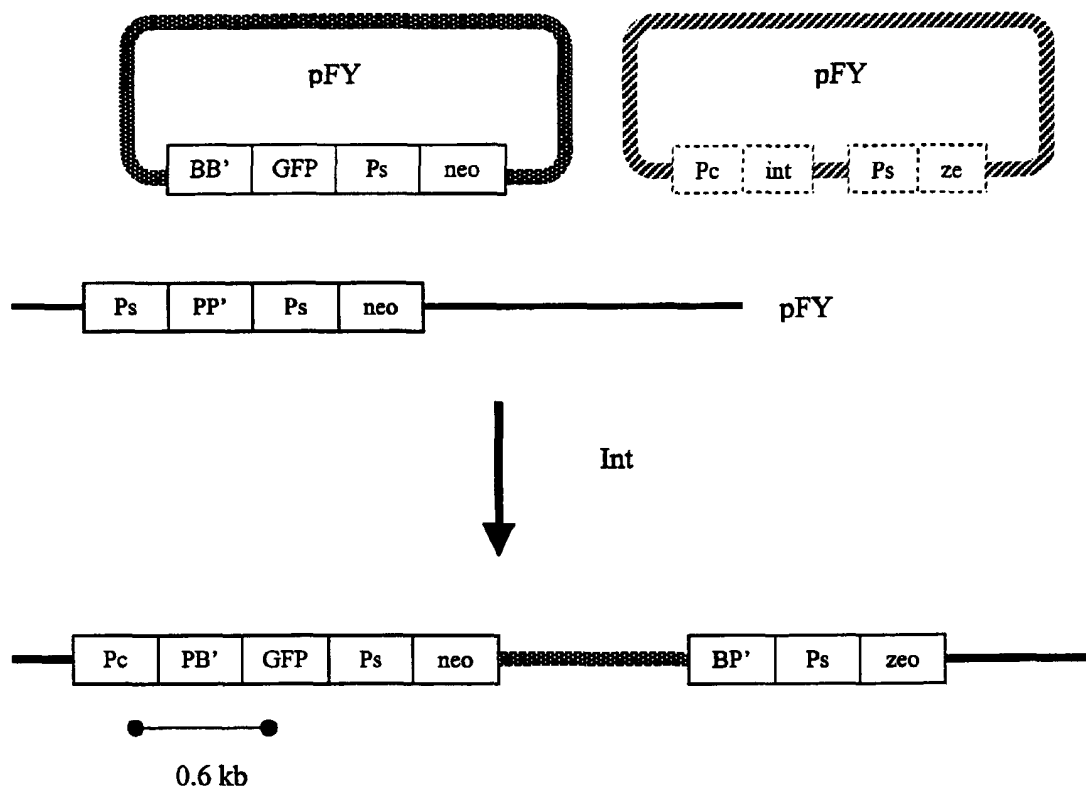 pFY pFY
BB' GFP Ps neo Pc int Ps ze
Ps PP' Ps neo pFY
Int
Pc PB' GFP Ps neo BP' Ps zeo
0.6 kb